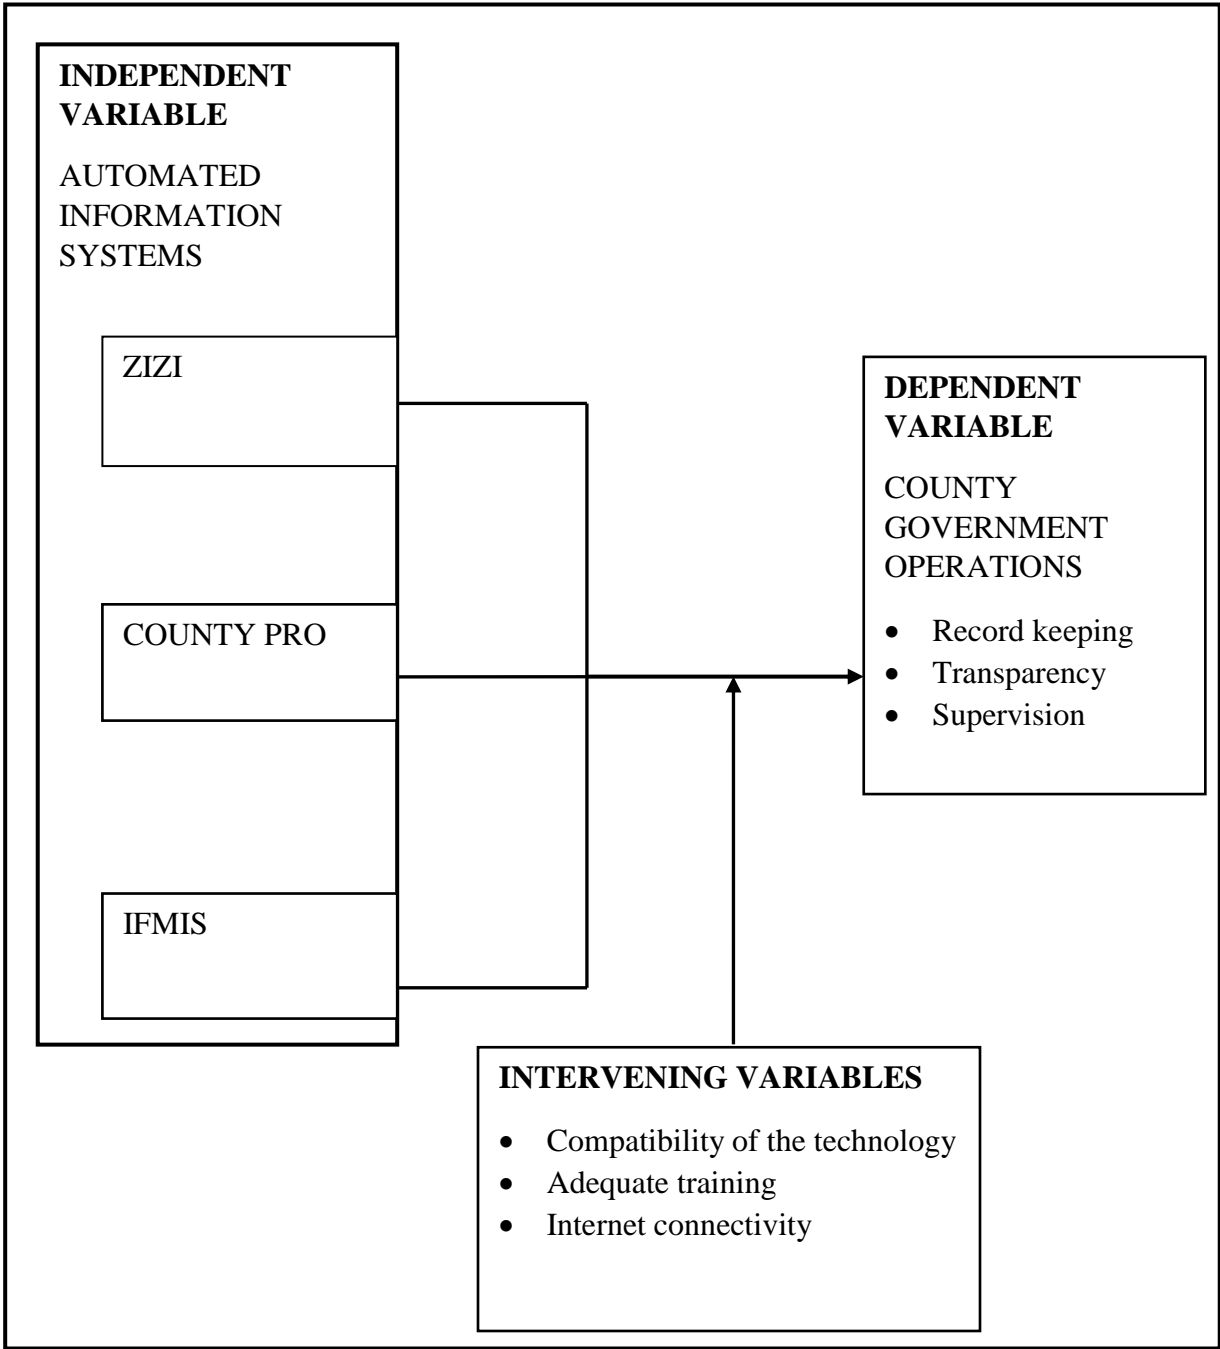 INDEPENDENT
VARIABLE
AUTOMATED
INFORMATION
SYSTEMS
ZIZI
COUNTY PRO
IFMIS
DEPENDENT
VARIABLE
COUNTY
GOVERNMENT
OPERATIONS
• Record keeping
• Transparency
• Supervision
INTERVENING VARIABLES
• Compatibility of the technology
• Adequate training
• Internet connectivity